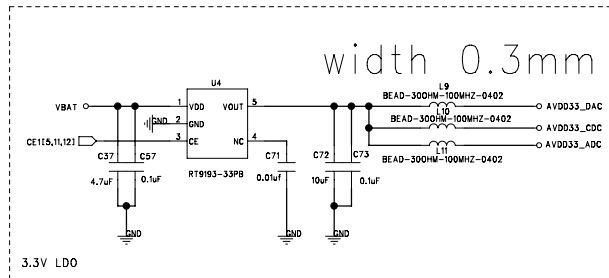 width 0.3mm
U4
L9
BEAD-300HM-100MHZ-0402
VBAT
1 VDD VOUT 5
AVDD33_DAC
L10
BEAD-300HM-100MHZ-0402
GND 2 GND
AVDD33_CDC
CE1[5,11,12]
3 CE NC 4
AVDD33_ADC
L11
BEAD-300HM-100MHZ-0402
C37 C57
C71
C72 C73
RT9193-33PB
4.7uF 0.1uF
0.01uf
10uF 0.1uF
GND
GND
GND
3.3V LDO